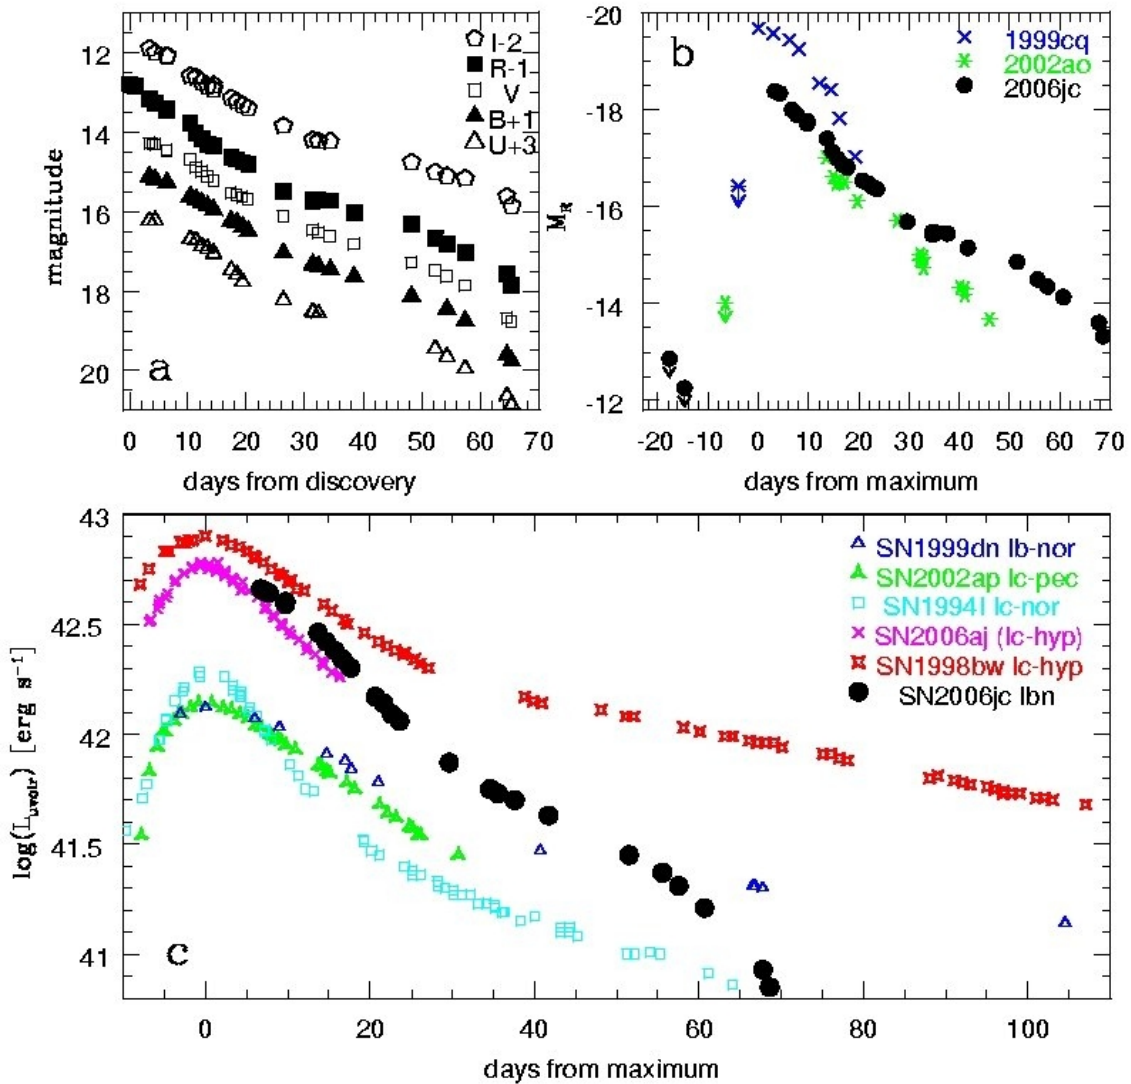 12
14
16
18
20
magnitude
0 10 20 30 40 50 60 70
days from discovery
a
I-2
R-1
V
B+1
U+3
-20
-18
-16
-14
-12
M_R
-20 -10 0 10 20 30 40 50 60 70
days from maximum
b
1999cq
2002ao
2006jc
43
42.5
42
41.5
41
log(L_uvoir) [erg s⁻¹]
0 20 40 60 80 100
days from maximum
c
SN1999dn Ib-nor
SN2002ap Ic-pec
SN1994I Ic-nor
SN2006aj (Ic-hyp)
SN1998bw Ic-hyp
SN2006jc Ibn